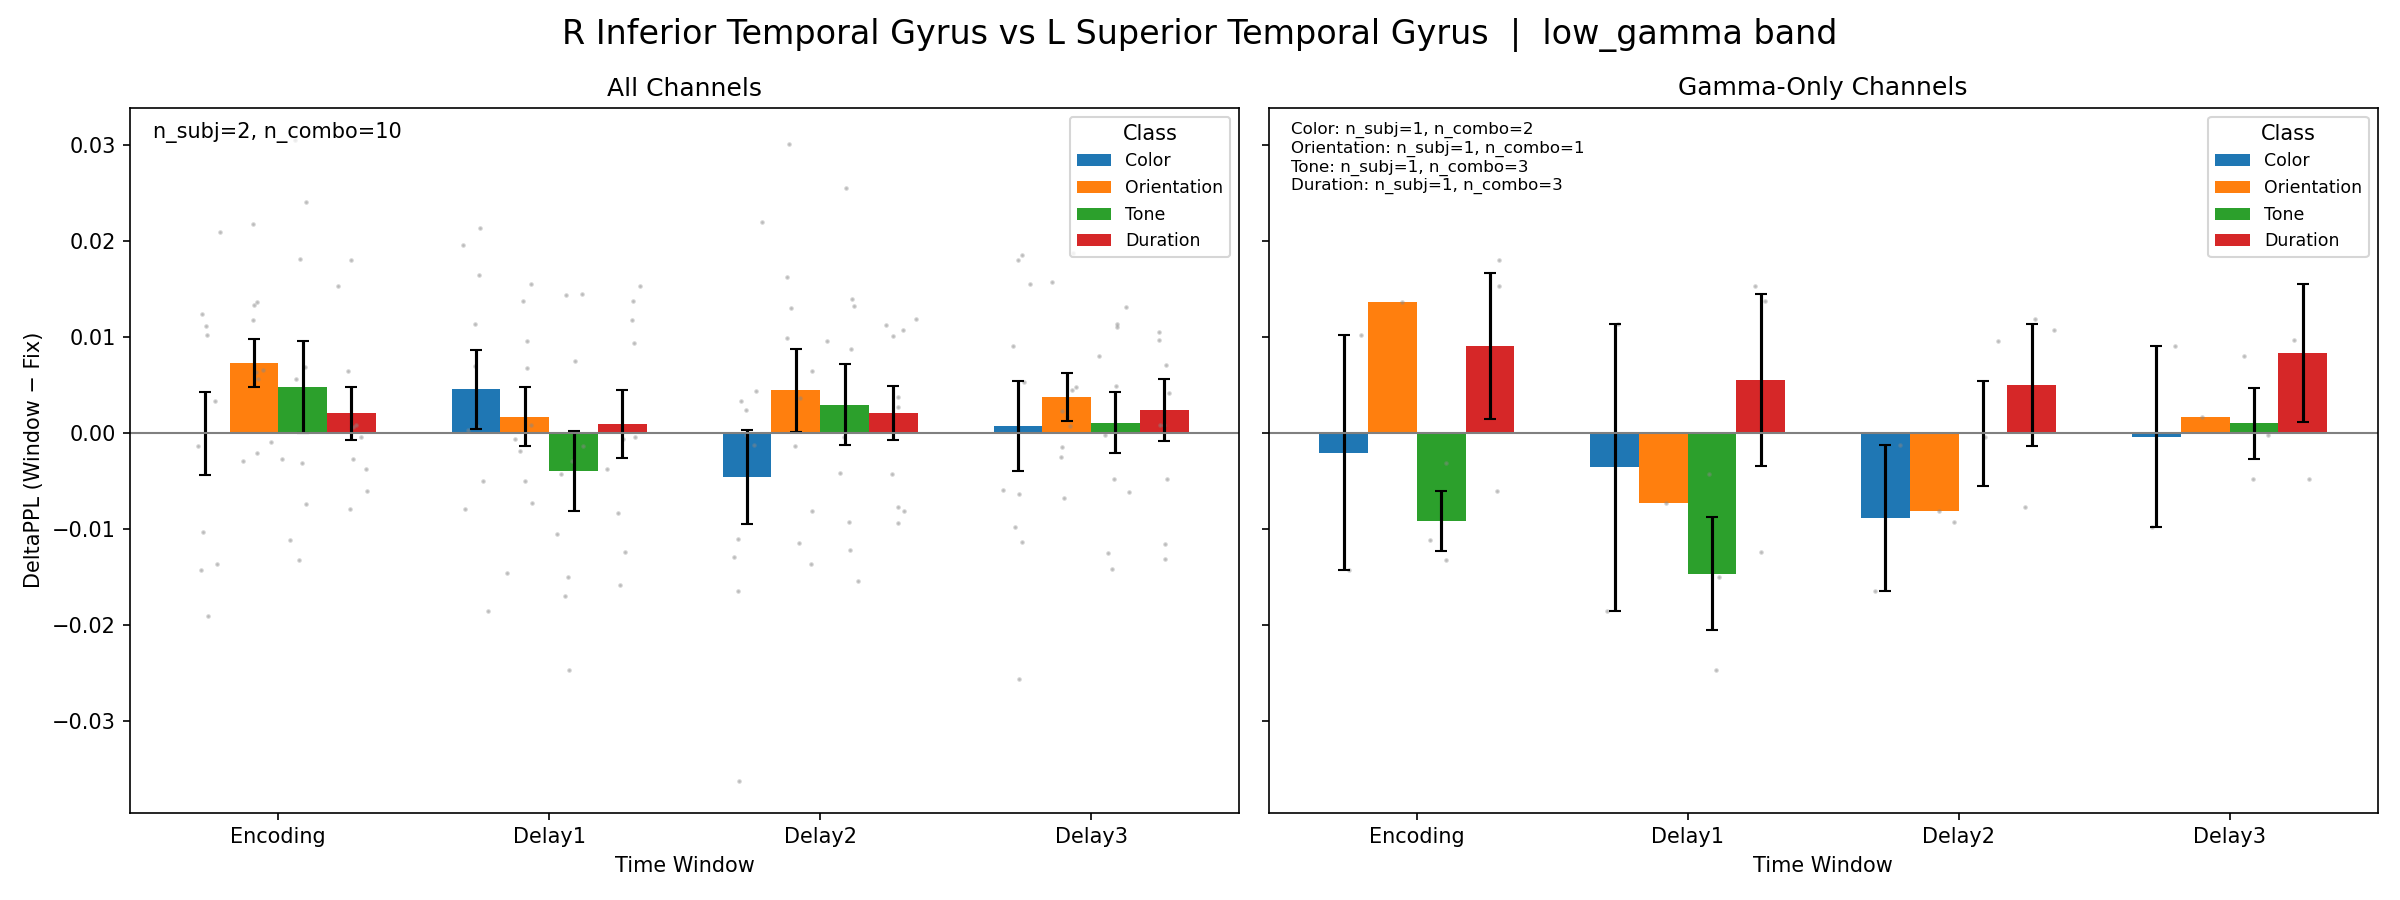 R Inferior Temporal Gyrus vs L Superior Temporal Gyrus | low_gamma band
All Channels
n_subj=2, n_combo=10
Class
Color
Orientation
Tone
Duration
DeltaPPL (Window − Fix)
0.03
0.02
0.01
0.00
−0.01
−0.02
−0.03
Encoding
Delay1
Delay2
Delay3
Time Window
Gamma-Only Channels
Color: n_subj=1, n_combo=2
Orientation: n_subj=1, n_combo=1
Tone: n_subj=1, n_combo=3
Duration: n_subj=1, n_combo=3
Class
Color
Orientation
Tone
Duration
Encoding
Delay1
Delay2
Delay3
Time Window